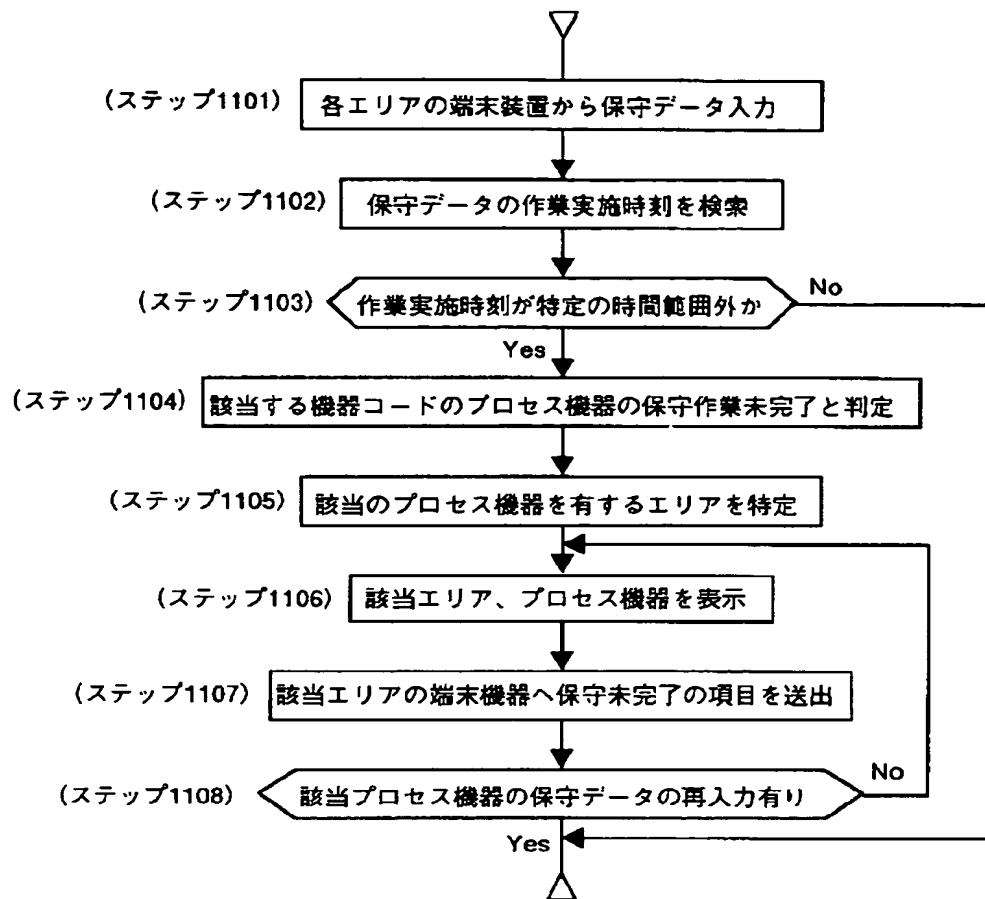 (ステップ1101)
各エリアの端末装置から保守データ入力
(ステップ1102)
保守データの作業実施時刻を検索
(ステップ1103)
作業実施時刻が特定の時間範囲外か
No
Yes
(ステップ1104)
該当する機器コードのプロセス機器の保守作業未完了と判定
(ステップ1105)
該当のプロセス機器を有するエリアを特定
(ステップ1106)
該当エリア、プロセス機器を表示
(ステップ1107)
該当エリアの端末機器へ保守未完了の項目を送出
(ステップ1108)
該当プロセス機器の保守データの再入力有り
No
Yes